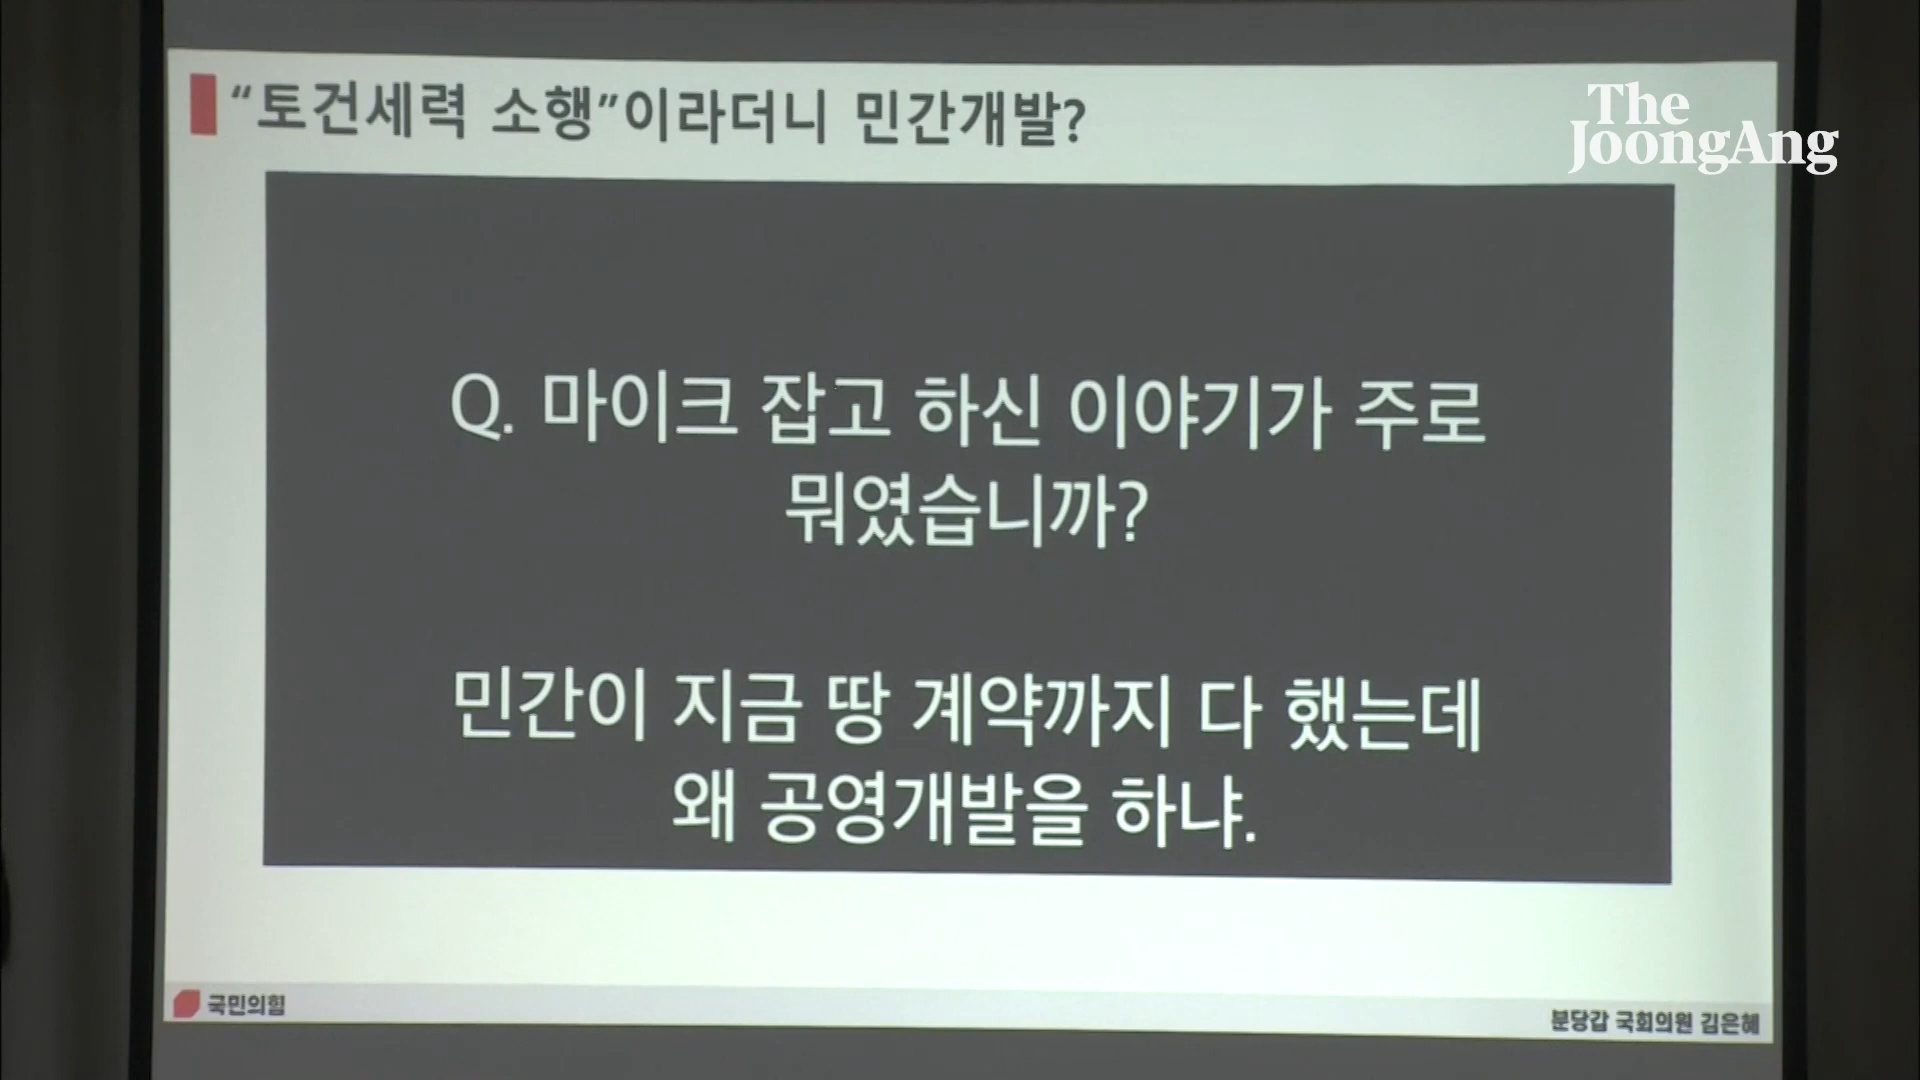 "토건세력 소행"이라더니 민간개발?
The
JoongAng
Q. 마이크 잡고 하신 이야기가 주로
뭐였습니까?
민간이 지금 땅 계약까지 다 했는데
왜 공영개발을 하냐.
국민의힘
분당갑 국회의원 김은혜